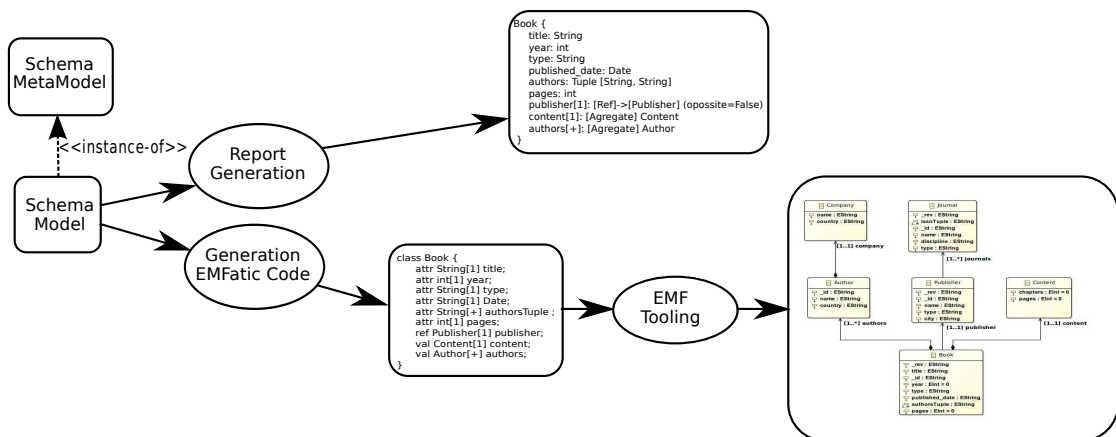 Schema
MetaModel
<<instance-of>>
Schema
Model
Report
Generation
Generation
EMFatic Code
Book {
title: String
year: int
type: String
published_date: Date
authors: Tuple [String, String]
pages: int
publisher[1]: [Ref]->[Publisher] (opossite=False)
content[1]: [Agregate] Content
authors[+]: [Agregate] Author
}
class Book {
attr String[1] title;
attr int[1] year;
attr String[1] type;
attr String[1] Date;
attr String[+] authorsTuple ;
attr int[1] pages;
ref Publisher[1] publisher;
val Content[1] content;
val Author[+] authors;
}
EMF
Tooling
Company
name : EString
country : EString
[1..1] company
Journal
_rev : EString
issnTuple : EString
_id : EString
name : EString
discipline : EString
type : EString
[1..*] journals
Author
_id : EString
name : EString
country : EString
[1..*] authors
Publisher
_rev : EString
_id : EString
name : EString
type : EString
city : EString
[1..1] publisher
Content
chapters : EInt = 0
pages : EInt = 0
[1..1] content
Book
_rev : EString
title : EString
_id : EString
year : EInt = 0
type : EString
published_date : EString
authorsTuple : EString
pages : EInt = 0